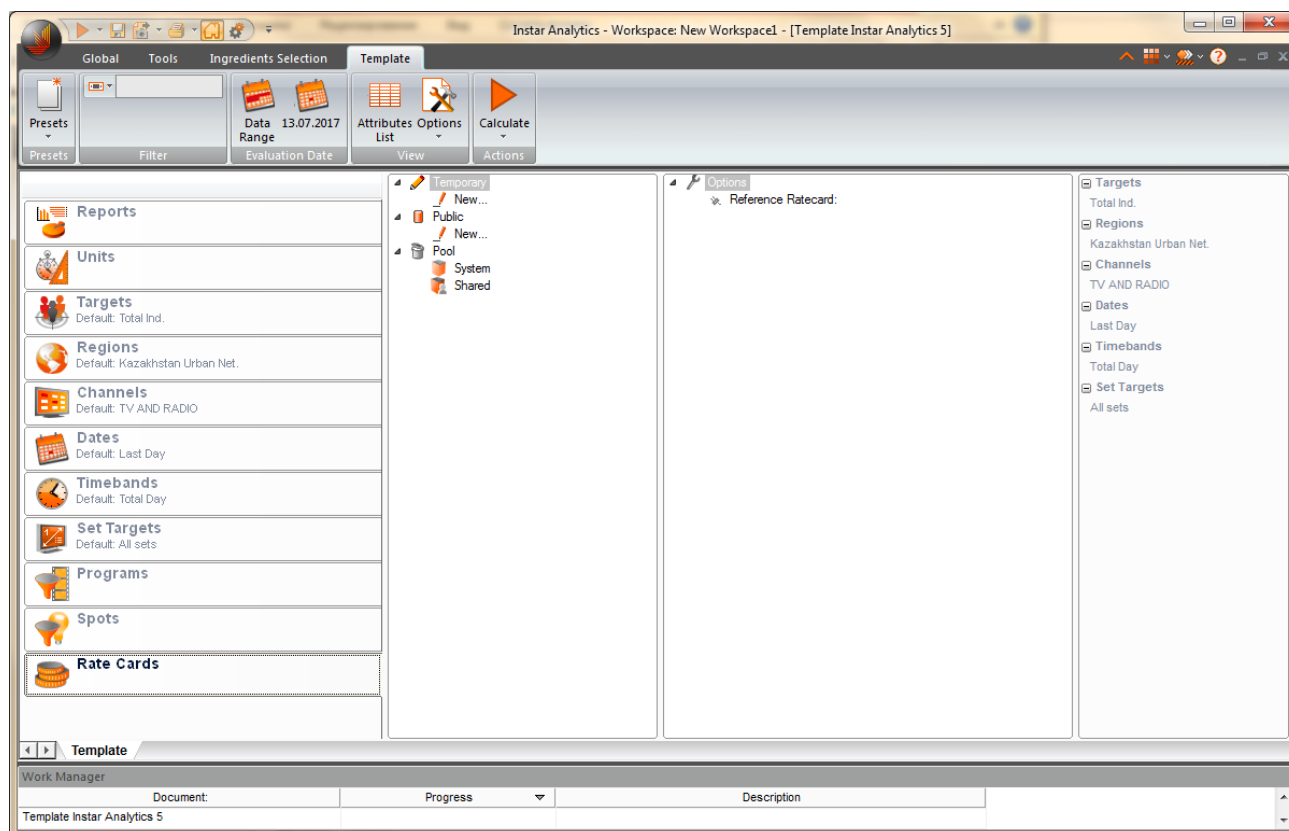 Instar Analytics - Workspace: New Workspace1 - [Template Instar Analytics 5]
Global Tools Ingredients Selection Template
Presets
Data Range
13.07.2017
Attributes List
Options
Calculate
Presets Filter Evaluation Date View Actions
Reports
Units
Targets
Default: Total Ind.
Regions
Default: Kazakhstan Urban Net.
Channels
Default: TV AND RADIO
Dates
Default: Last Day
Timebands
Default: Total Day
Set Targets
Default: All sets
Programs
Spots
Rate Cards
Temporary
New...
Public
New...
Pool
System
Shared
Options
Reference Ratecard:
Targets
Total Ind.
Regions
Kazakhstan Urban Net.
Channels
TV AND RADIO
Dates
Last Day
Timebands
Total Day
Set Targets
All sets
Template
Work Manager
Document: Progress Description
Template Instar Analytics 5